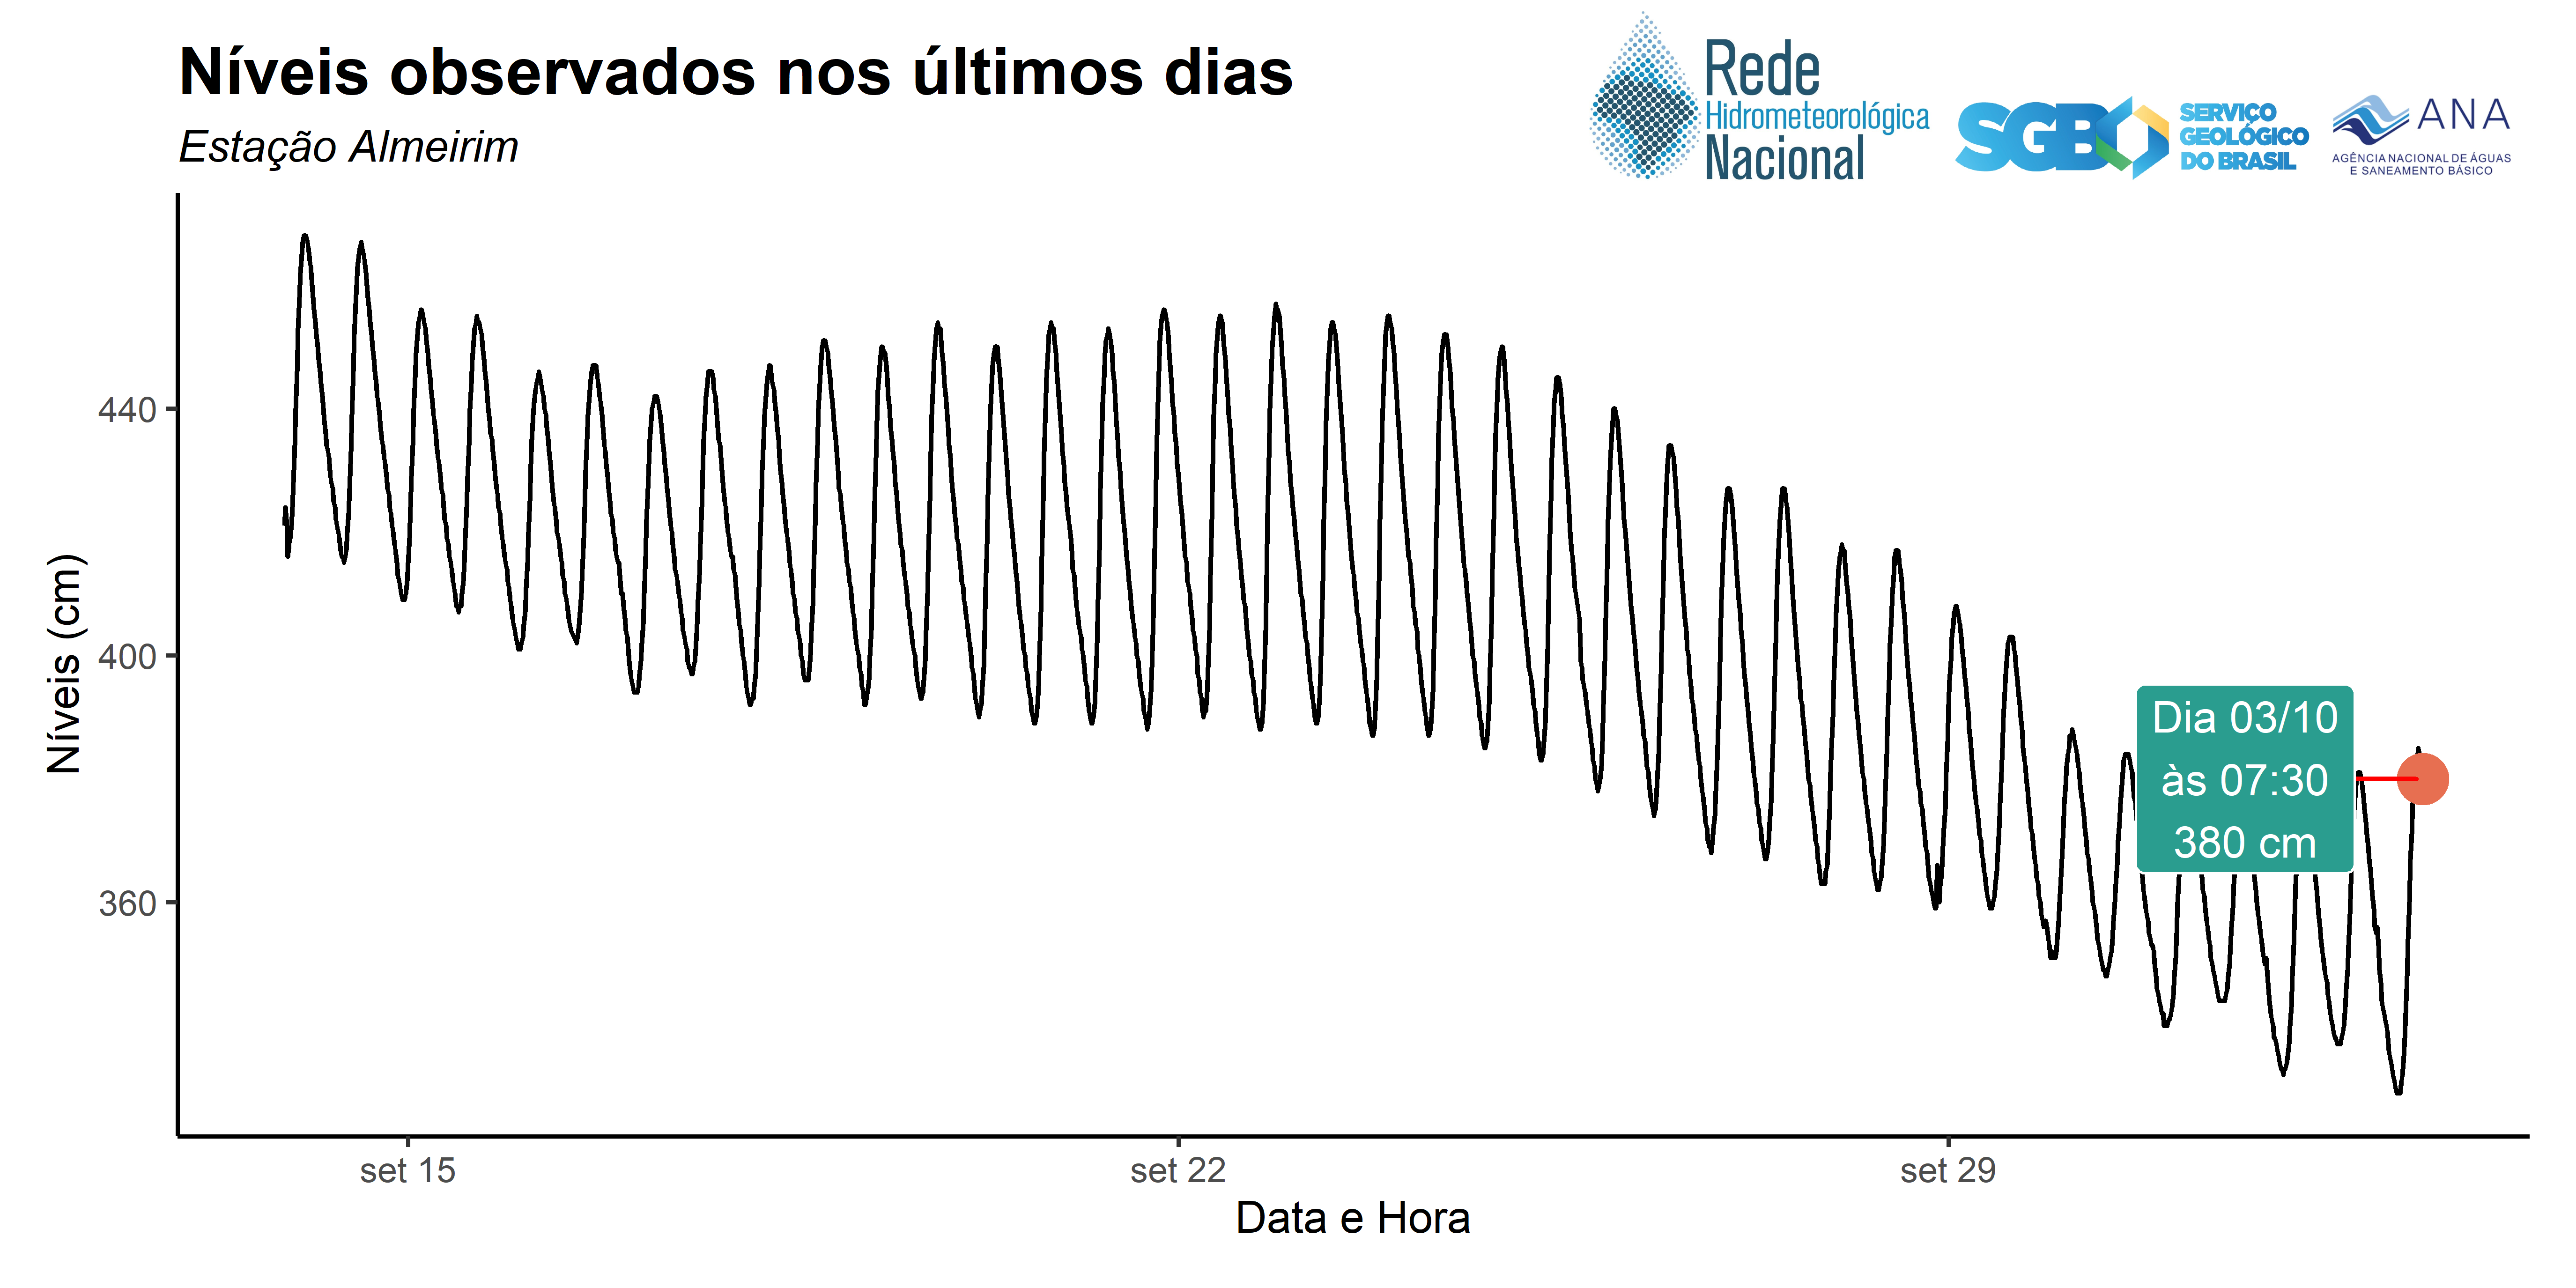 Níveis observados nos últimos dias
Estação Almeirim
Rede
Hidrometeorológica
Nacional
SGB
SERVIÇO
GEOLÓGICO
DO BRASIL
ANA
AGÊNCIA NACIONAL DE ÁGUAS
E SANEAMENTO BÁSICO
Níveis (cm)
440
400
360
Dia 03/10
às 07:30
380 cm
set 15
set 22
set 29
Data e Hora